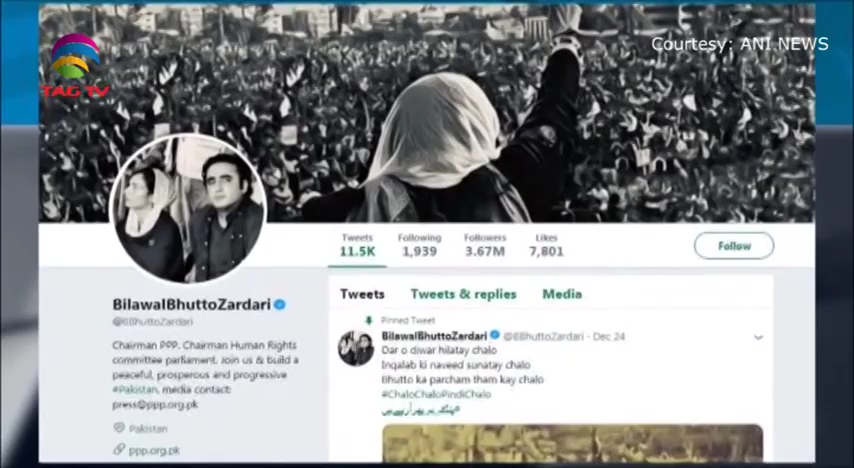 Courtesy: ANI NEWS
TAG TV
Tweets Following Followers Likes
11.5K 1,939 3.67M 7,801
Follow
BilawalBhuttoZardari
@BBhuttoZardari
Chairman PPP. Chairman Human Rights
committee parliament. Join us & build a
peaceful, prosperous and progressive
#Pakistan. media contact:
press@ppp.org.pk
Pakistan
ppp.org.pk
Tweets Tweets & replies Media
Pinned Tweet
BilawalBhuttoZardari @BBhuttoZardari - Dec 24
Dar o diwar hilatay chalo
Inqalab ki naveed sunatay chalo
Bhutto ka parcham tham kay chalo
#ChaloChaloPindiChalo